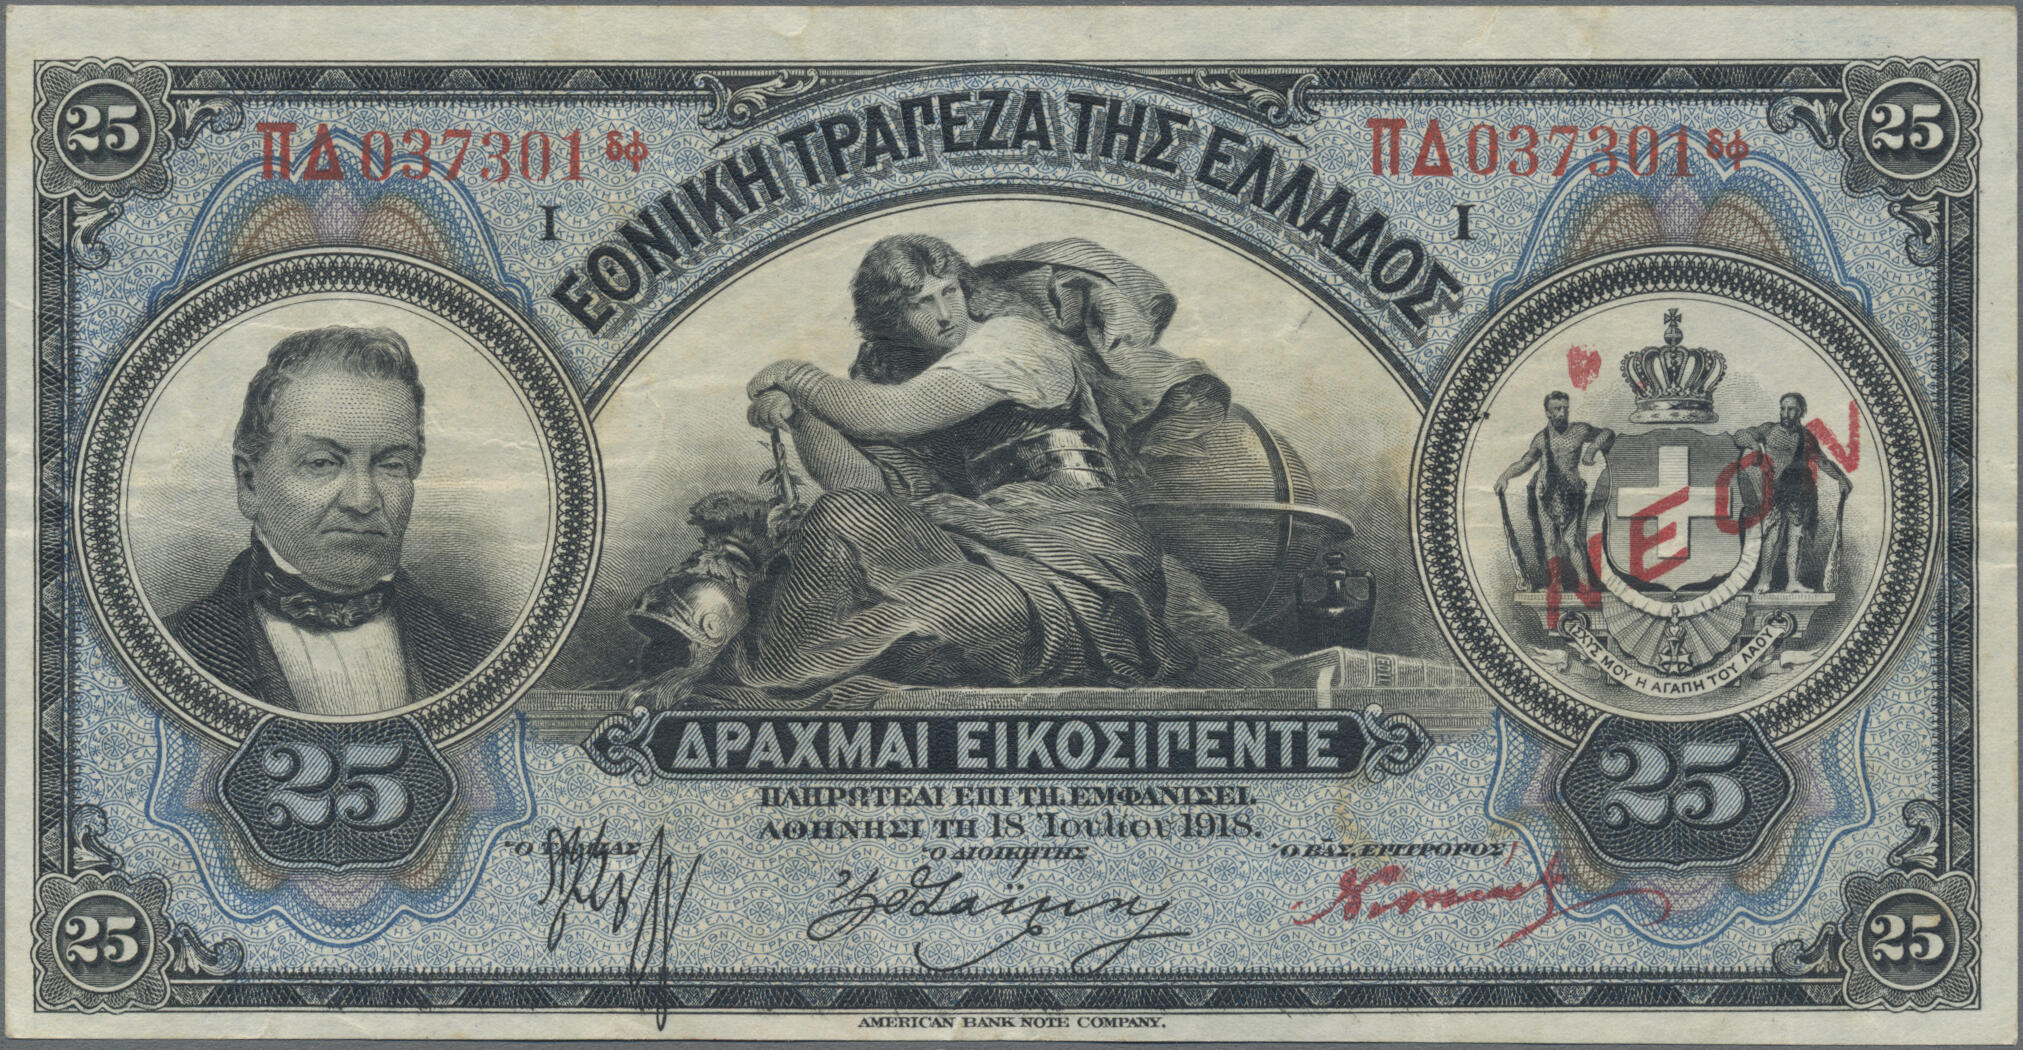 25 25
ΕΘΝΙΚΗ ΤΡΑΠΕΖΑ ΤΗΣ ΕΛΛΑΔΟΣ
ΠΔ 037301 δφ
ΠΔ 037301 δφ
I I
ΝΕΟΝ
ΙΣΧΥΣ ΜΟΥ Η ΑΓΑΠΗ ΤΟΥ ΛΑΟΥ
25 ΔΡΑΧΜΑΙ ΕΙΚΟΣΙΠΕΝΤΕ 25
ΠΛΗΡΩΤΕΑΙ ΕΠΙ ΤΗ ΕΜΦΑΝΙΣΕΙ.
ΑΘΗΝΗΣΙ ΤΗ 18 Ἰουλίου 1918.
Ὁ ΤΑΜΙΑΣ Ὁ ΔΙΟΙΚΗΤΗΣ Ὁ ΒΑΣ. ΕΠΙΤΡΟΠΟΣ
25 25
AMERICAN BANK NOTE COMPANY.